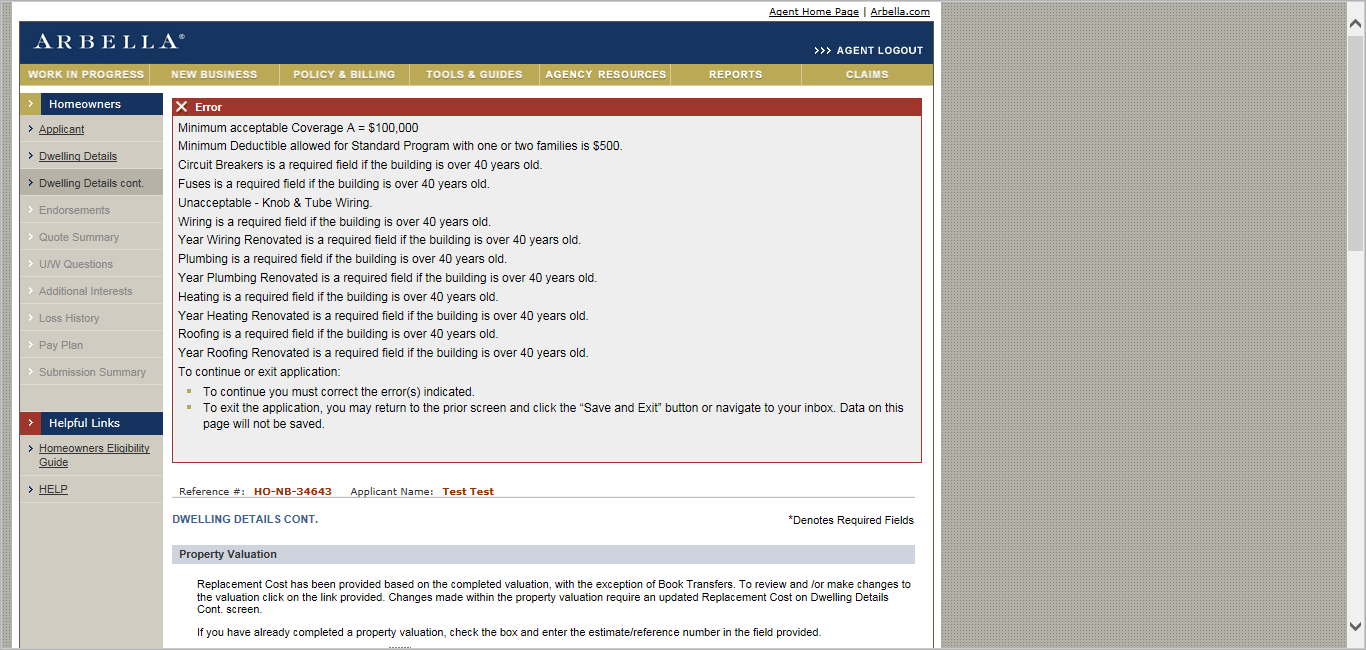 Agent Home Page | Arbella.com
ARBELLA®
>>> AGENT LOGOUT
WORK IN PROGRESS NEW BUSINESS POLICY & BILLING TOOLS & GUIDES AGENCY RESOURCES REPORTS CLAIMS
Homeowners
Applicant
Dwelling Details
Dwelling Details cont.
Endorsements
Quote Summary
U/W Questions
Additional Interests
Loss History
Pay Plan
Submission Summary
Helpful Links
Homeowners Eligibility
Guide
HELP
Error
Minimum acceptable Coverage A = $100,000
Minimum Deductible allowed for Standard Program with one or two families is $500.
Circuit Breakers is a required field if the building is over 40 years old.
Fuses is a required field if the building is over 40 years old.
Unacceptable - Knob & Tube Wiring.
Wiring is a required field if the building is over 40 years old.
Year Wiring Renovated is a required field if the building is over 40 years old.
Plumbing is a required field if the building is over 40 years old.
Year Plumbing Renovated is a required field if the building is over 40 years old.
Heating is a required field if the building is over 40 years old.
Year Heating Renovated is a required field if the building is over 40 years old.
Roofing is a required field if the building is over 40 years old.
Year Roofing Renovated is a required field if the building is over 40 years old.
To continue or exit application:
To continue you must correct the error(s) indicated.
To exit the application, you may return to the prior screen and click the “Save and Exit” button or navigate to your inbox. Data on this
page will not be saved.
Reference #: HO-NB-34643 Applicant Name: Test Test
DWELLING DETAILS CONT.
*Denotes Required Fields
Property Valuation
Replacement Cost has been provided based on the completed valuation, with the exception of Book Transfers. To review and /or make changes to
the valuation click on the link provided. Changes made within the property valuation require an updated Replacement Cost on Dwelling Details
Cont. screen.
If you have already completed a property valuation, check the box and enter the estimate/reference number in the field provided.